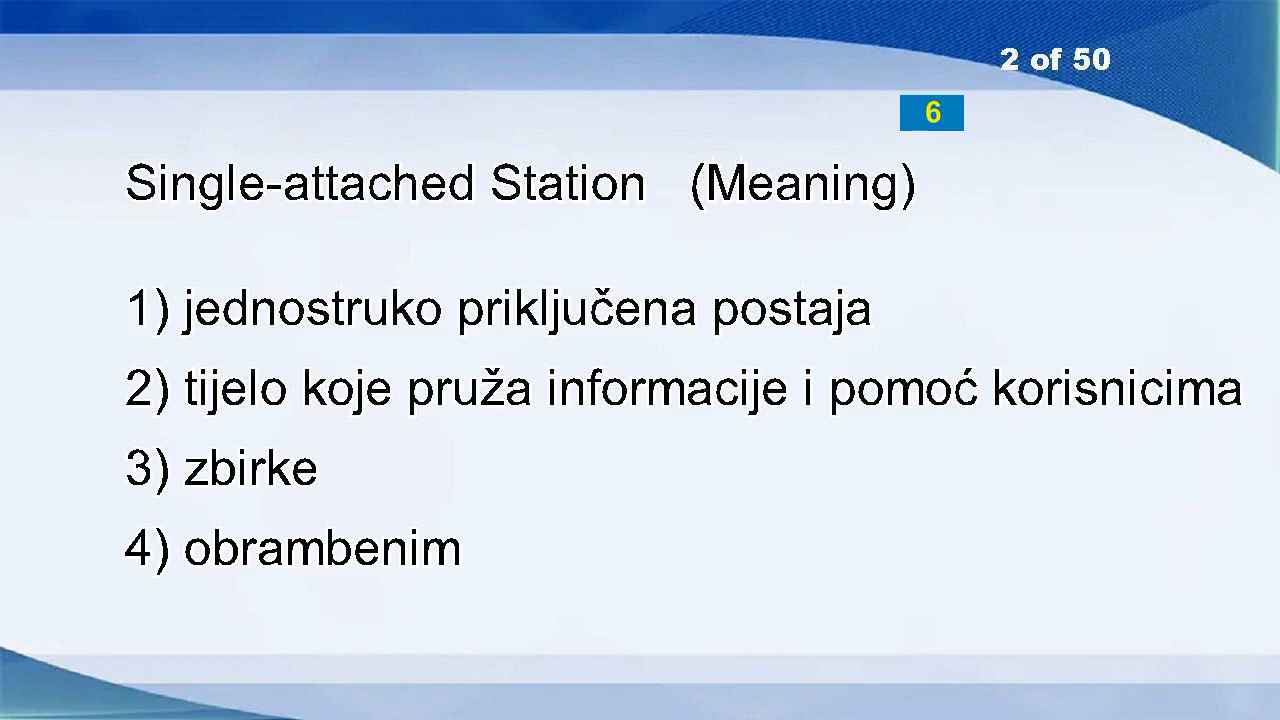 2 of 50
6
Single-attached Station (Meaning)
1) jednostruko priključena postaja
2) tijelo koje pruža informacije i pomoć korisnicima
3) zbirke
4) obrambenim